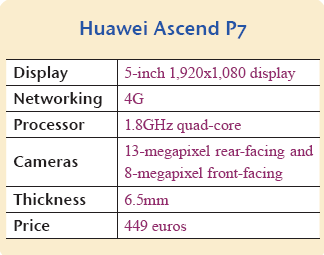 Huawei Ascend P7
Display 5-inch 1,920x1,080 display
Networking 4G
Processor 1.8GHz quad-core
Cameras 13-megapixel rear-facing and
8-megapixel front-facing
Thickness 6.5mm
Price 449 euros